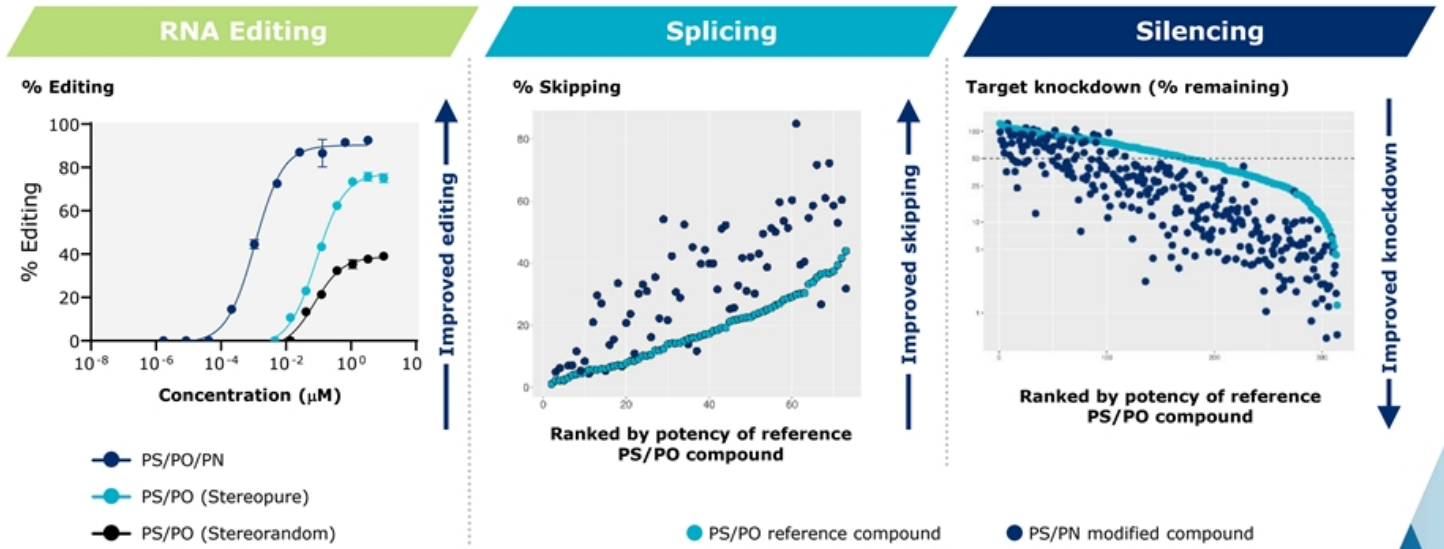 RNA Editing
Splicing
Silencing
% Editing
% Editing
100
80
60
40
20
0
10-8
10-6
10-4
10-2
100
10
Concentration (µM)
Improved editing
PS/PO/PN
PS/PO (Stereopure)
PS/PO (Stereorandom)
% Skipping
80
60
40
20
0
0
20
40
60
Ranked by potency of reference
PS/PO compound
Improved skipping
Target knockdown (% remaining)
100
50
25
10
5
1
0
100
200
300
Ranked by potency of reference
PS/PO compound
Improved knockdown
PS/PO reference compound
PS/PN modified compound